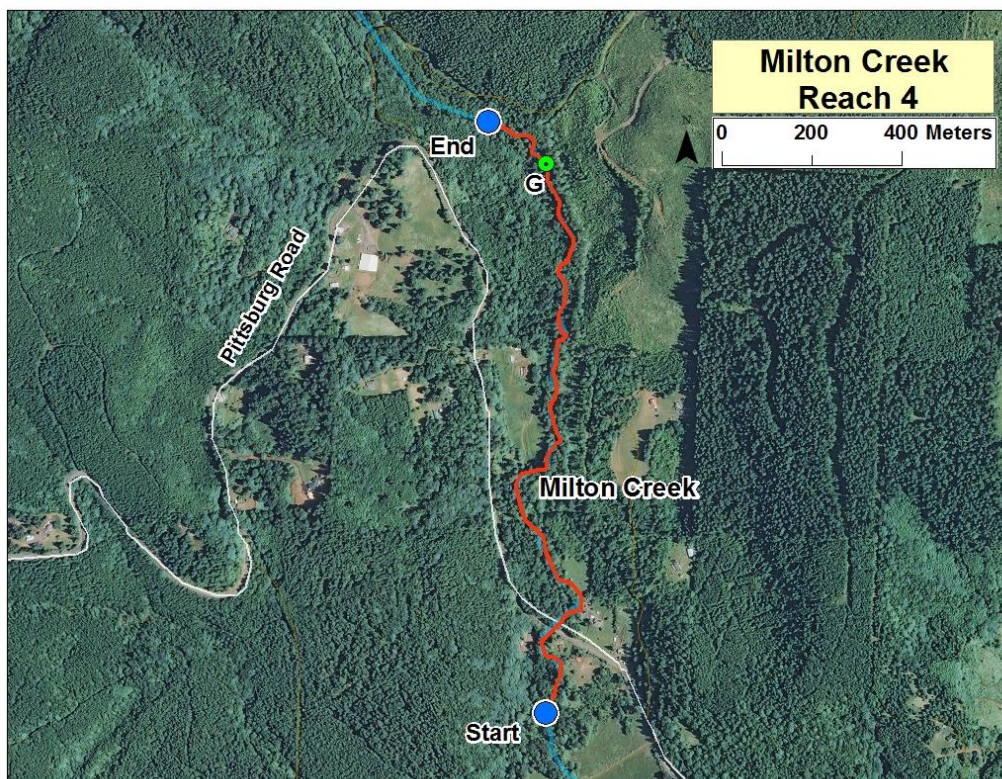 Milton Creek
Reach 4
0 200 400 Meters
N
End
G
Pittsburg Road
Milton Creek
Start